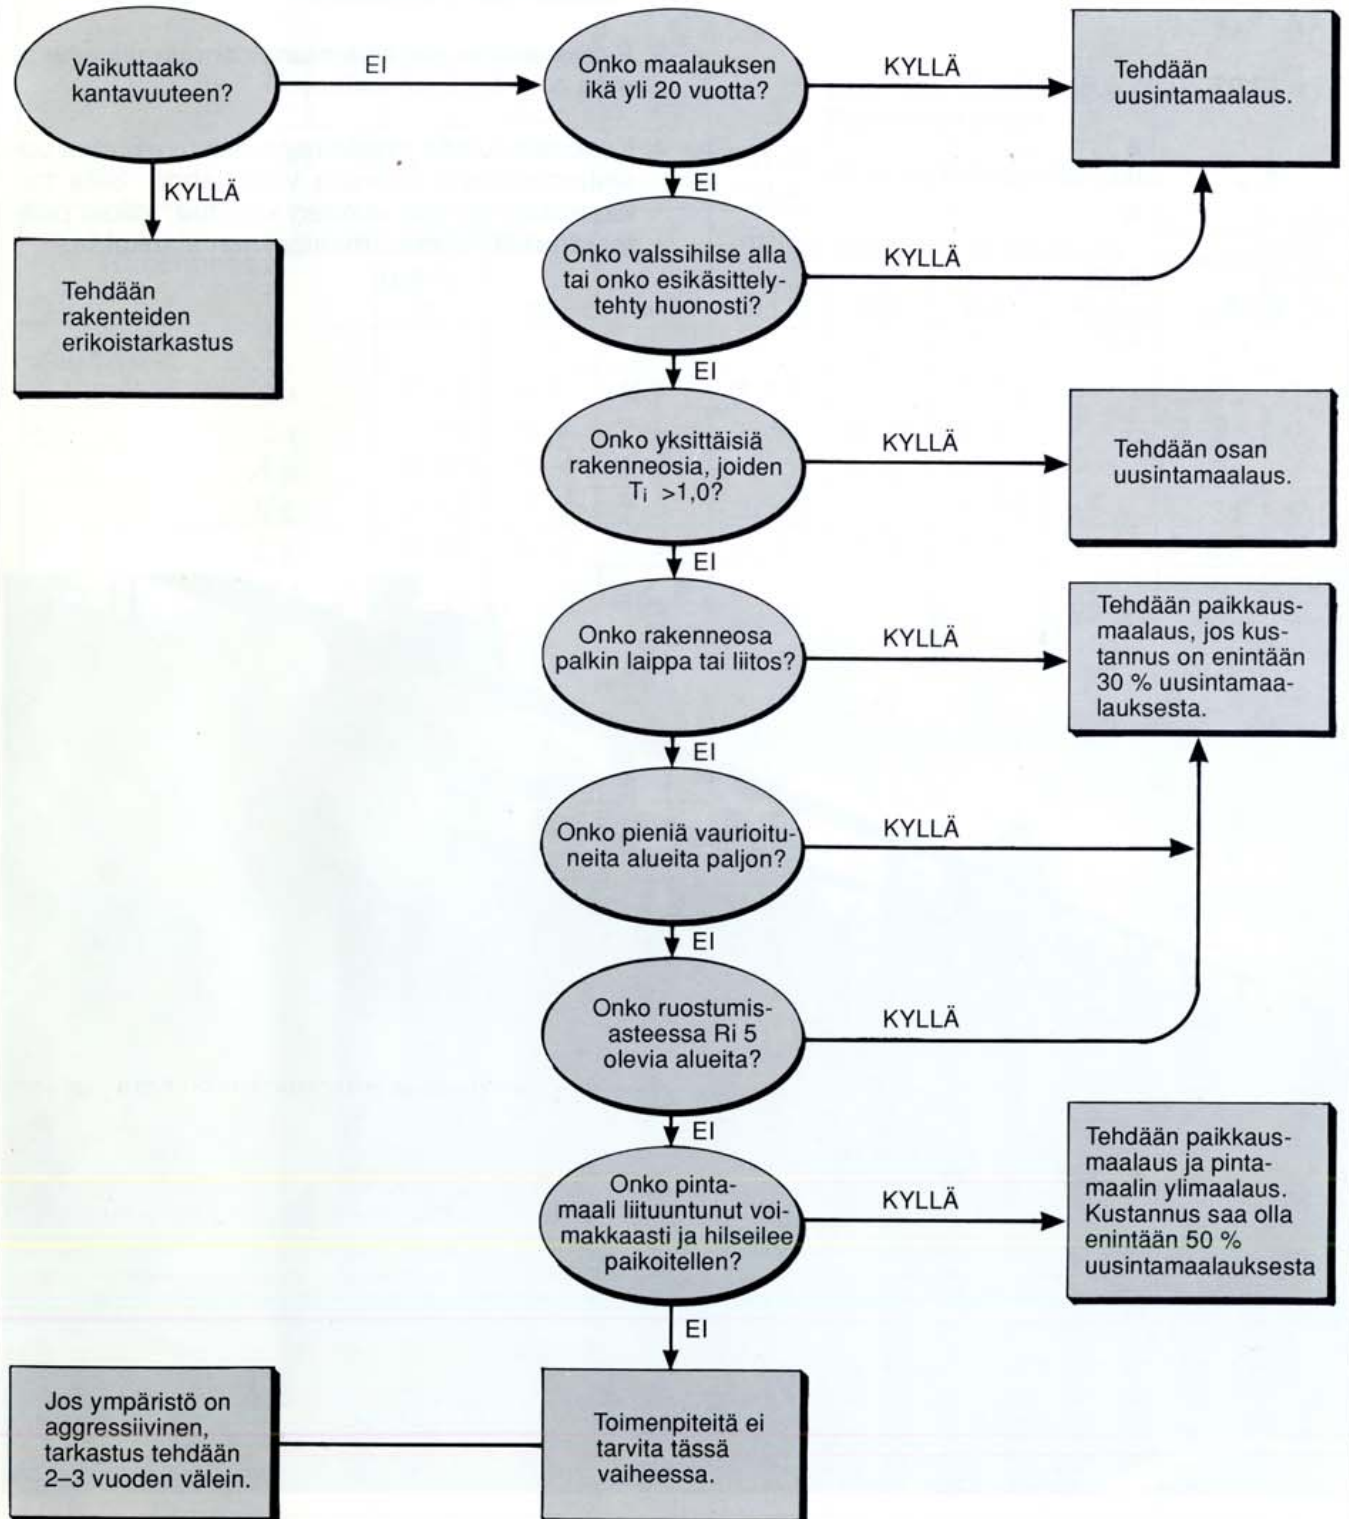 Vaikuttaako
kantavuuteen?
EI
KYLLÄ
Tehdään
rakenteiden
erikoistarkastus
Onko maalauksen
ikä yli 20 vuotta?
KYLLÄ
Tehdään
uusintamaalaus.
EI
Onko valssihilse alla
tai onko esikäsittely-
tehty huonosti?
KYLLÄ
EI
Onko yksittäisiä
rakenneosia, joiden
Ti >1,0?
KYLLÄ
Tehdään osan
uusintamaalaus.
EI
Onko rakenneosa
palkin laippa tai liitos?
KYLLÄ
Tehdään paikkaus-
maalaus, jos kus-
tannus on enintään
30 % uusintamaa-
lauksesta.
EI
Onko pieniä vaurioitu-
neita alueita paljon?
KYLLÄ
EI
Onko ruostumis-
asteessa Ri 5
olevia alueita?
KYLLÄ
EI
Onko pinta-
maali liituuntunut voi-
makkaasti ja hilseilee
paikoitellen?
KYLLÄ
Tehdään paikkaus-
maalaus ja pinta-
maalin ylimaalaus.
Kustannus saa olla
enintään 50 %
uusintamaalauksesta
EI
Toimenpiteitä ei
tarvita tässä
vaiheessa.
Jos ympäristö on
aggressiivinen,
tarkastus tehdään
2–3 vuoden välein.